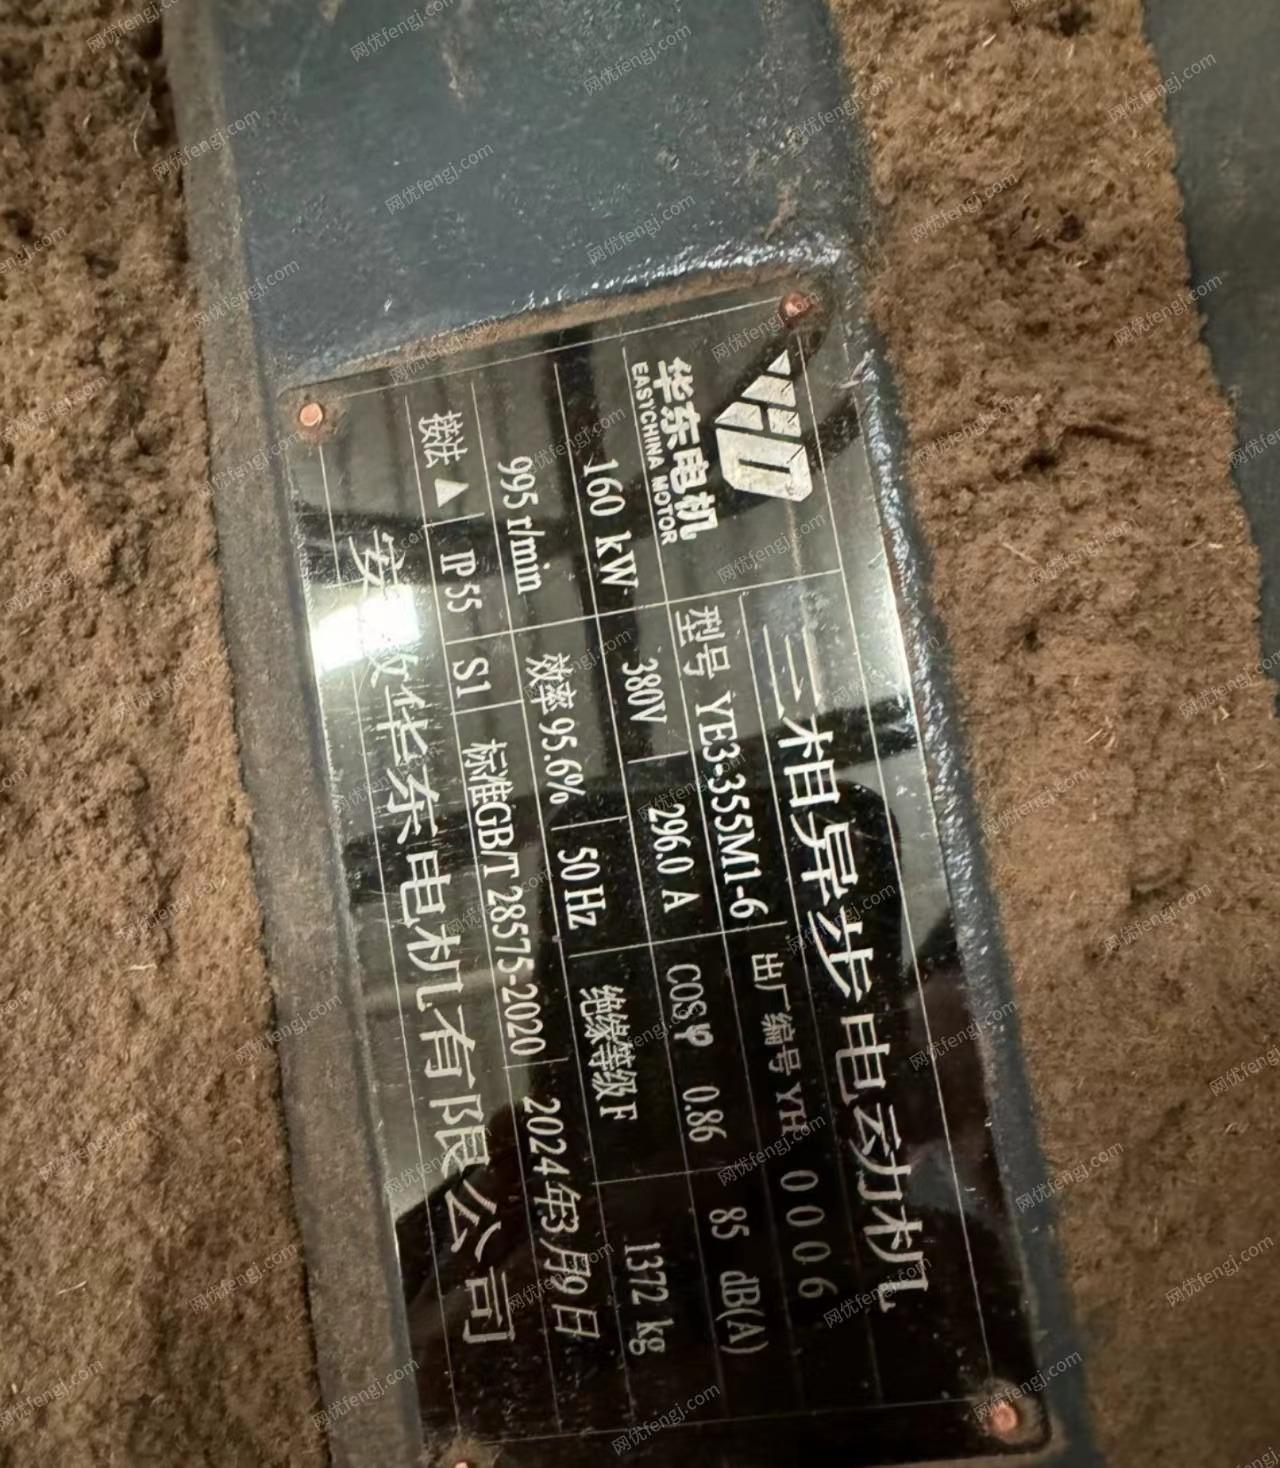 华东电机
EASYCHINA MOTOR
三相异步电动机
型号 YE3-355M1-6 出厂编号 YH 0006
160 kW 380V 296.0 A COSφ 0.86 85 dB(A)
995 r/min 效率 95.6% 50 Hz 绝缘等级 F 1372 kg
接法 ▲ IP 55 S1 标准GB/T 28575-2020 2024年3月9日
安徽华东电机有限公司
网优fengj.com